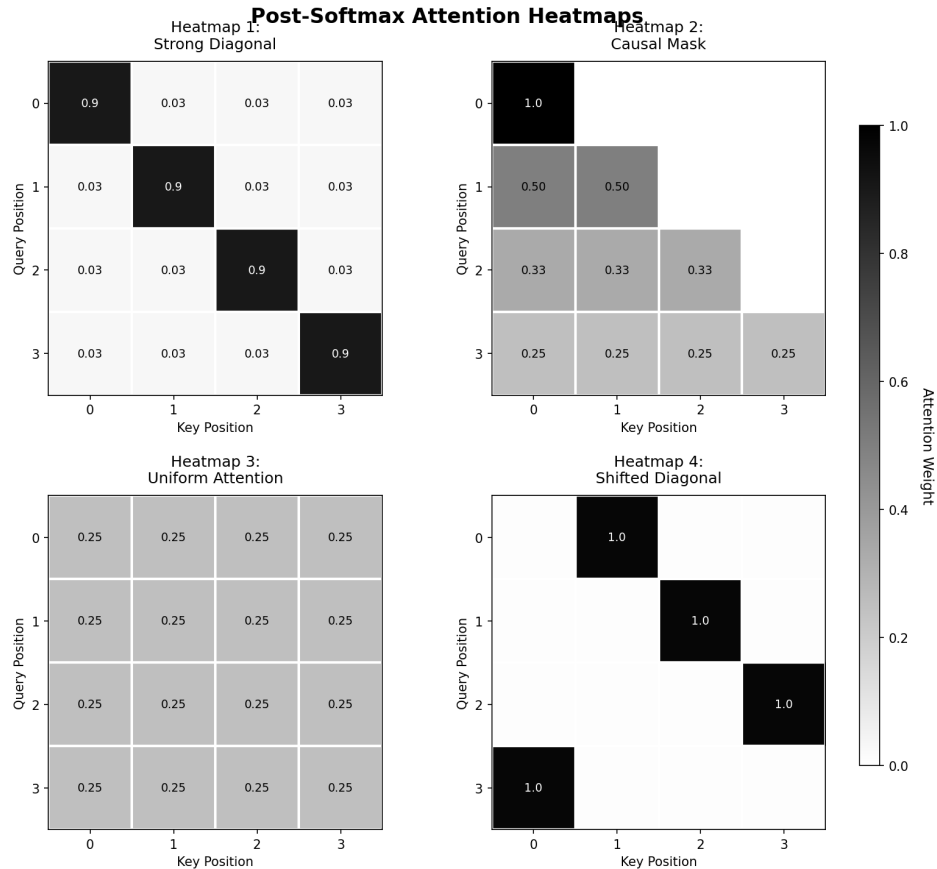 Post-Softmax Attention Heatmaps
Heatmap 1:
Strong Diagonal
0 0.9 0.03 0.03 0.03
1 0.03 0.9 0.03 0.03
2 0.03 0.03 0.9 0.03
3 0.03 0.03 0.03 0.9
0 1 2 3
Key Position
Query Position
Heatmap 2:
Causal Mask
0 1.0
1 0.50 0.50
2 0.33 0.33 0.33
3 0.25 0.25 0.25 0.25
0 1 2 3
Key Position
Query Position
Heatmap 3:
Uniform Attention
0 0.25 0.25 0.25 0.25
1 0.25 0.25 0.25 0.25
2 0.25 0.25 0.25 0.25
3 0.25 0.25 0.25 0.25
0 1 2 3
Key Position
Query Position
Heatmap 4:
Shifted Diagonal
0 1.0
1 1.0
2 1.0
3 1.0
0 1 2 3
Key Position
Query Position
1.0
0.8
0.6
0.4
0.2
0.0
Attention Weight